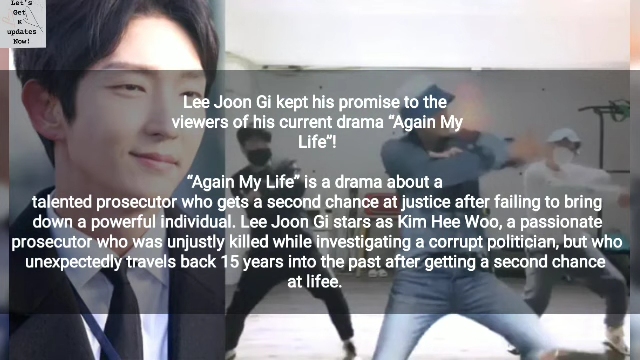 Let's
Get
K
updates
Now!
Lee Joon Gi kept his promise to the
viewers of his current drama “Again My
Life”!
“Again My Life” is a drama about a
talented prosecutor who gets a second chance at justice after failing to bring
down a powerful individual. Lee Joon Gi stars as Kim Hee Woo, a passionate
prosecutor who was unjustly killed while investigating a corrupt politician, but who
unexpectedly travels back 15 years into the past after getting a second chance
at lifee.